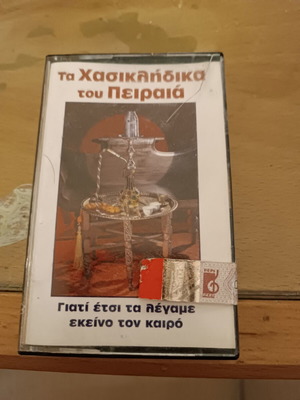 Τα Χασικλήδικα
του Πειραιά
Γιατί έτσι τα λέγαμε
εκείνο τον καιρό